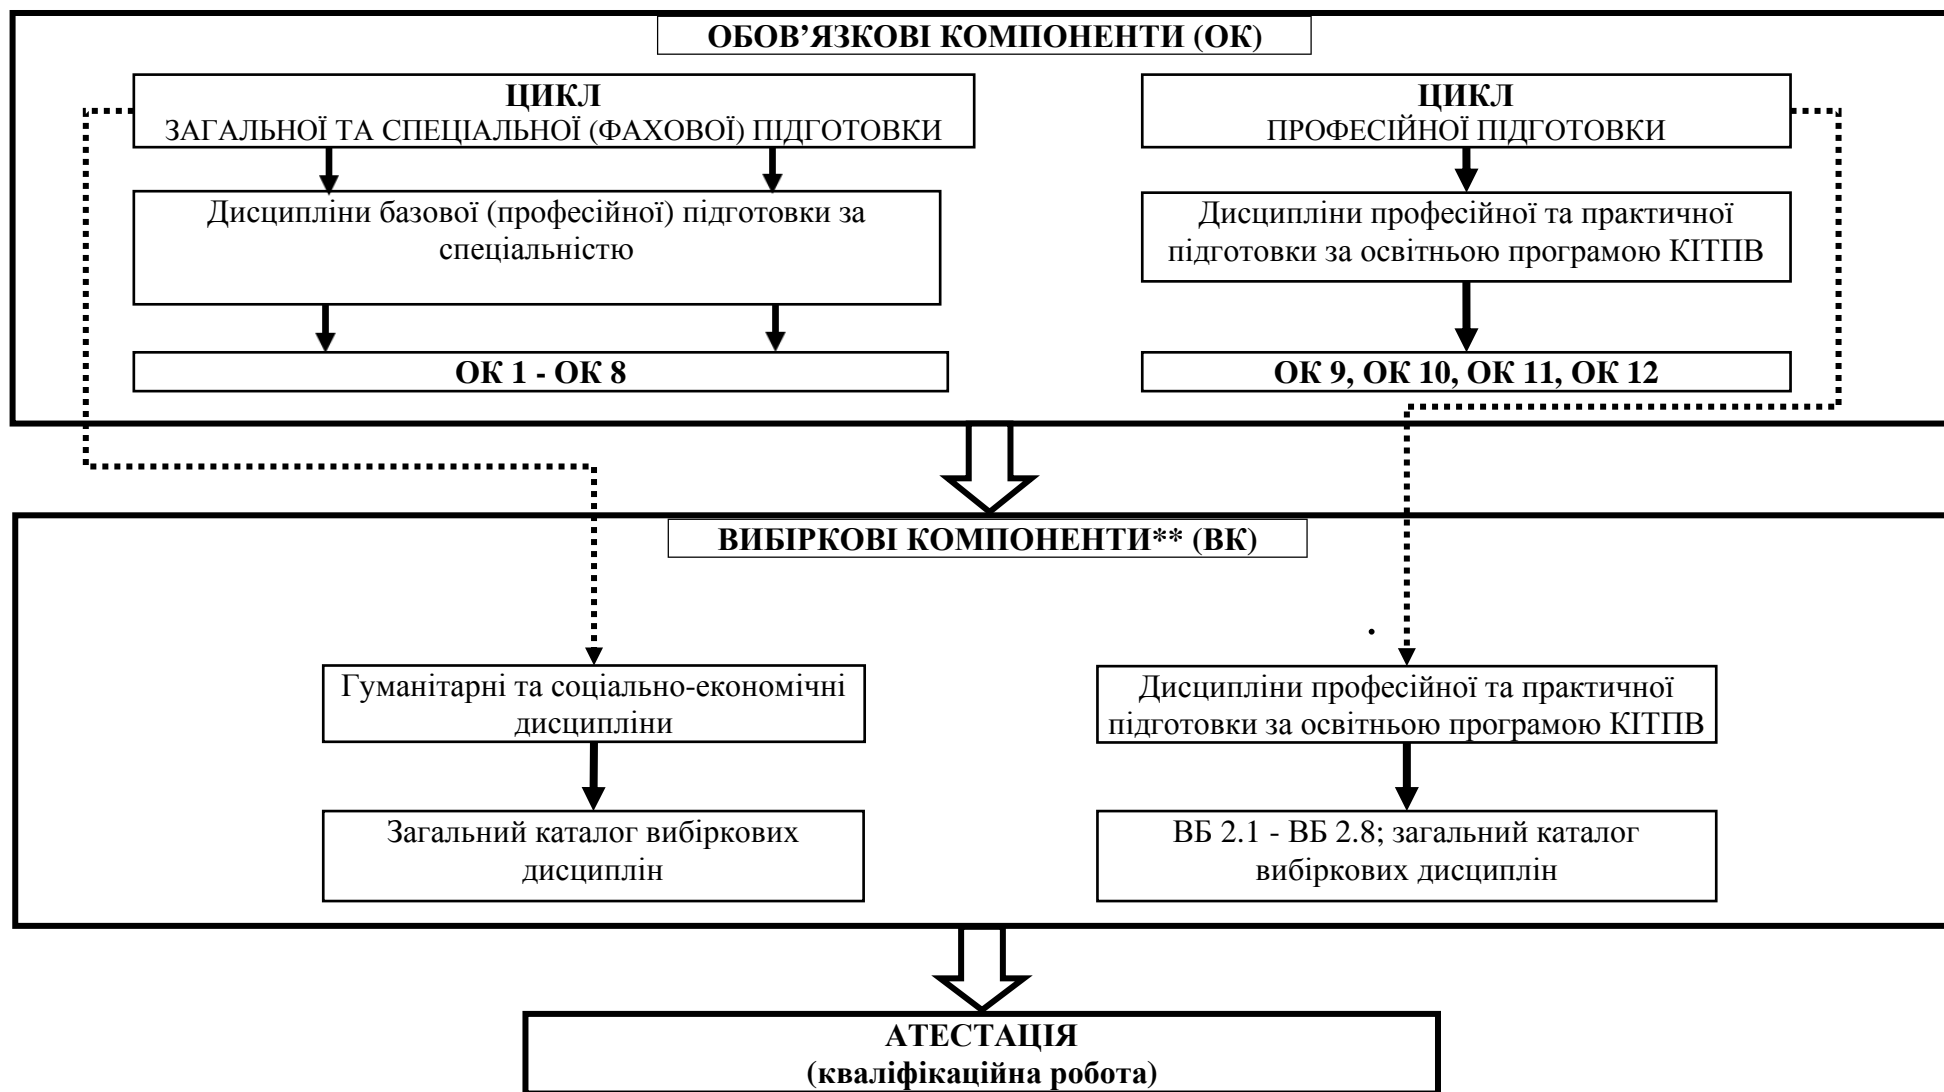 ОБОВ’ЯЗКОВІ КОМПОНЕНТИ (ОК)
ЦИКЛ
ЗАГАЛЬНОЇ ТА СПЕЦІАЛЬНОЇ (ФАХОВОЇ) ПІДГОТОВКИ
Дисципліни базової (професійної) підготовки за
спеціальністю
ОК 1 - ОК 8
ЦИКЛ
ПРОФЕСІЙНОЇ ПІДГОТОВКИ
Дисципліни професійної та практичної
підготовки за освітньою програмою КІТПВ
ОК 9, ОК 10, ОК 11, ОК 12
ВИБІРКОВІ КОМПОНЕНТИ** (ВК)
Гуманітарні та соціально-економічні
дисципліни
Загальний каталог вибіркових
дисциплін
.
Дисципліни професійної та практичної
підготовки за освітньою програмою КІТПВ
ВБ 2.1 - ВБ 2.8; загальний каталог
вибіркових дисциплін
АТЕСТАЦІЯ
(кваліфікаційна робота)